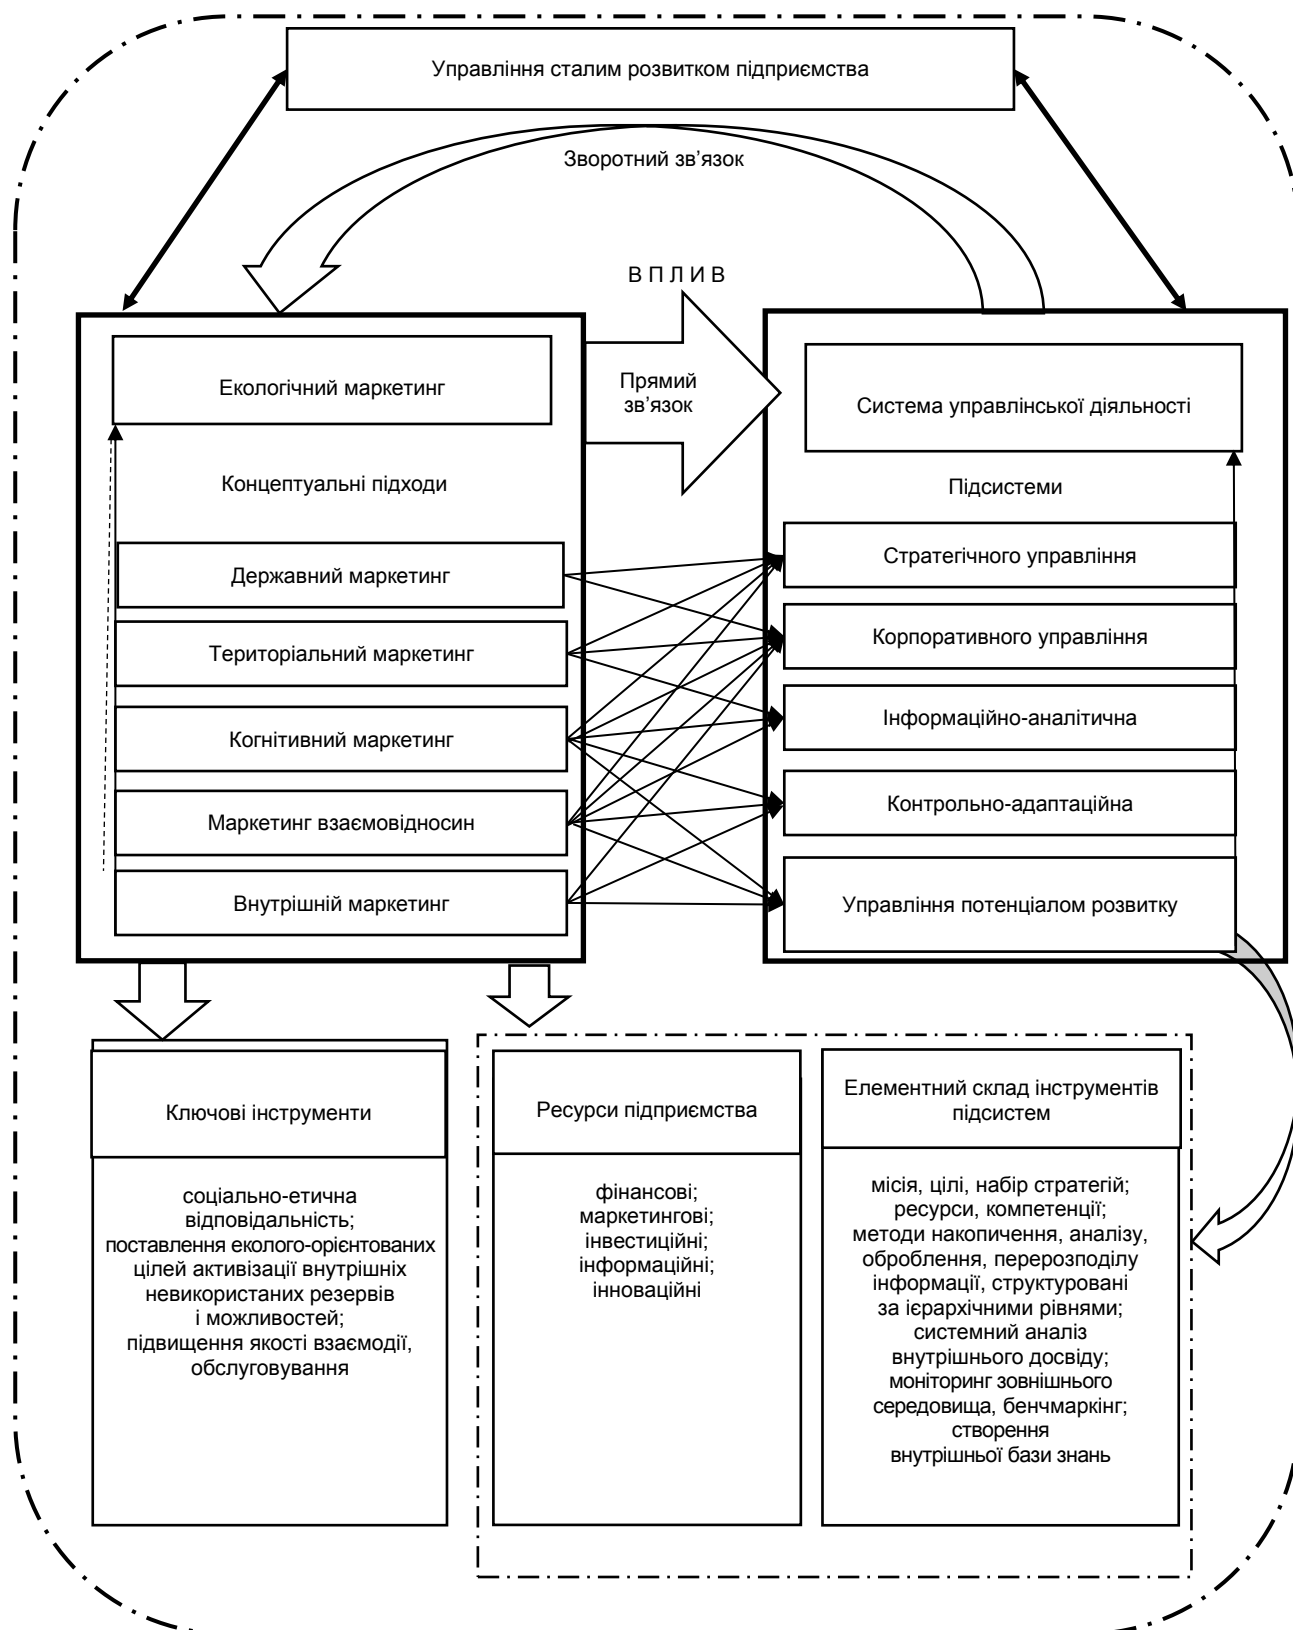 Управління сталим розвитком підприємства
Зворотний зв’язок
В П Л И В
Екологічний маркетинг
Прямий
зв’язок
Система управлінської діяльності
Концептуальні підходи
Підсистеми
Державний маркетинг
Територіальний маркетинг
Когнітивний маркетинг
Маркетинг взаємовідносин
Внутрішній маркетинг
Стратегічного управління
Корпоративного управління
Інформаційно-аналітична
Контрольно-адаптаційна
Управління потенціалом розвитку
Ключові інструменти
соціально-етична
відповідальність;
поставлення еколого-орієнтованих
цілей активізації внутрішніх
невикористаних резервів
і можливостей;
підвищення якості взаємодії,
обслуговування
Ресурси підприємства
фінансові;
маркетингові;
інвестиційні;
інформаційні;
інноваційні
Елементний склад інструментів
підсистем
місія, цілі, набір стратегій;
ресурси, компетенції;
методи накопичення, аналізу,
оброблення, перерозподілу
інформації, структуровані
за ієрархічними рівнями;
системний аналіз
внутрішнього досвіду;
моніторинг зовнішнього
середовища, бенчмаркінг;
створення
внутрішньої бази знань